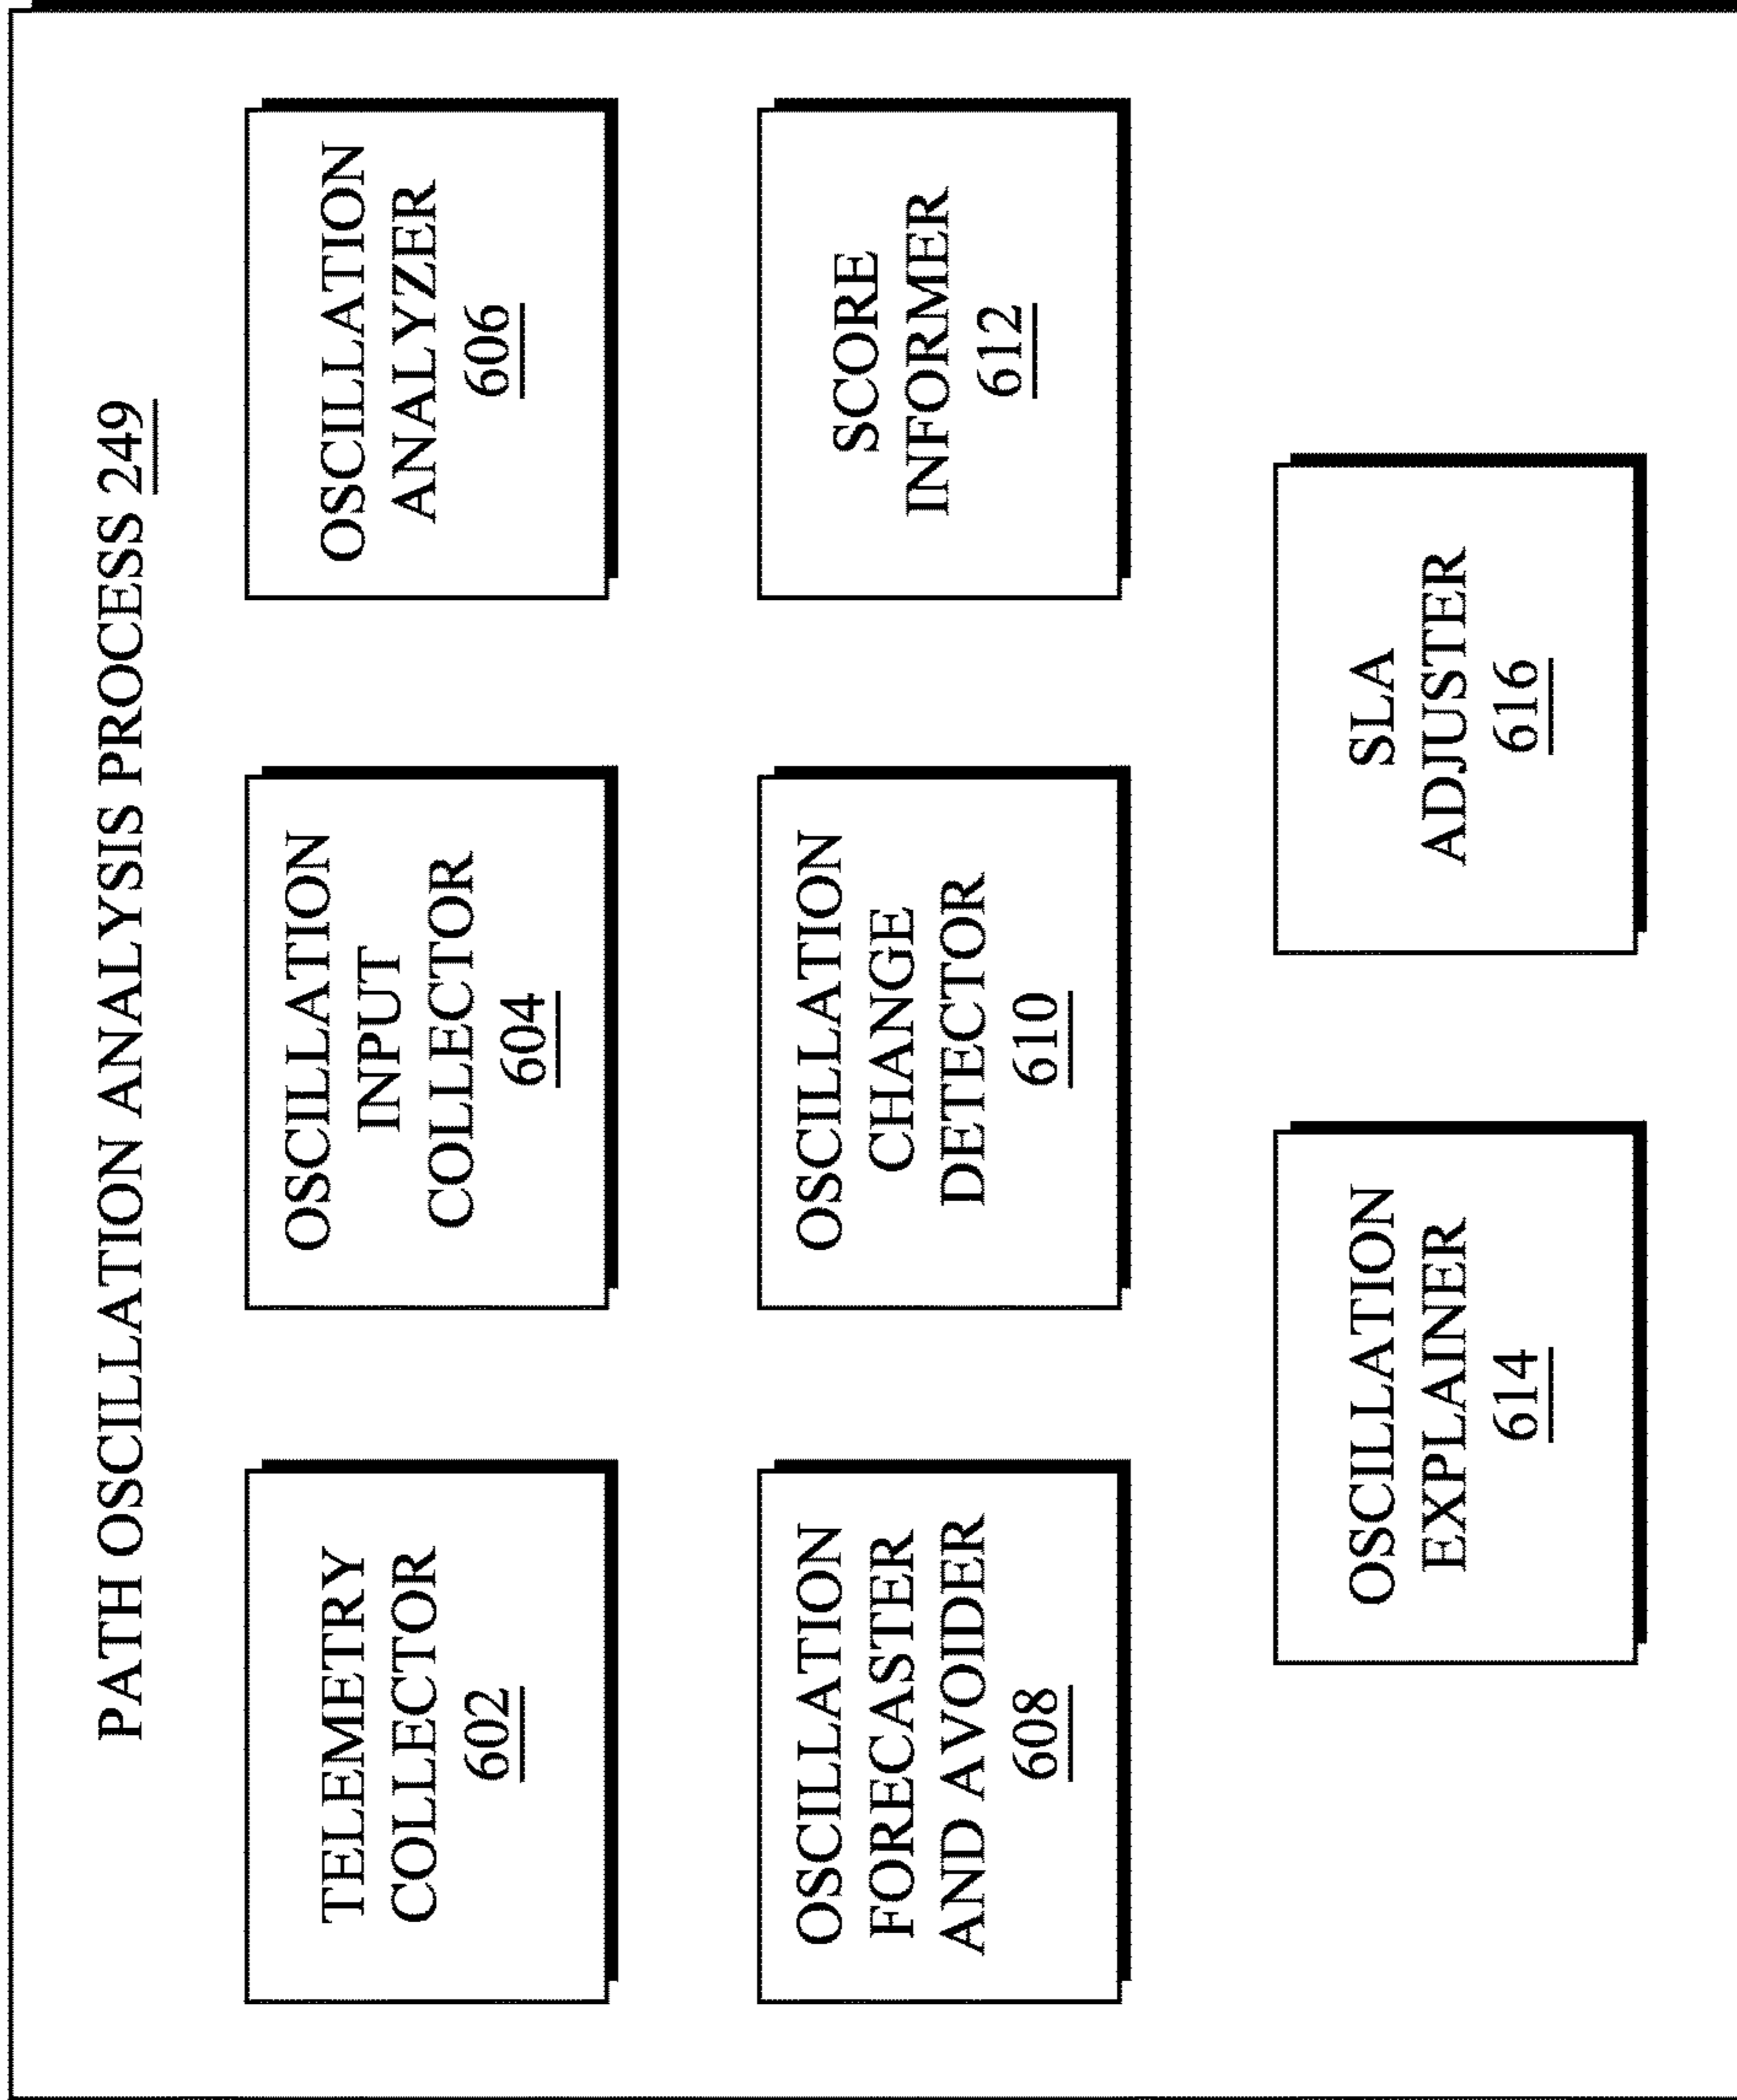 PATH OSCILLATION ANALYSIS PROCESS 249
TELEMETRY
COLLECTOR
602
OSCILLATION
INPUT
COLLECTOR
604
OSCILLATION
ANALYZER
606
OSCILLATION
FORECASTER
AND AVOIDER
608
OSCILLATION
CHANGE
DETECTOR
610
SCORE
INFORMER
612
OSCILLATION
EXPLAINER
614
SLA
ADJUSTER
616